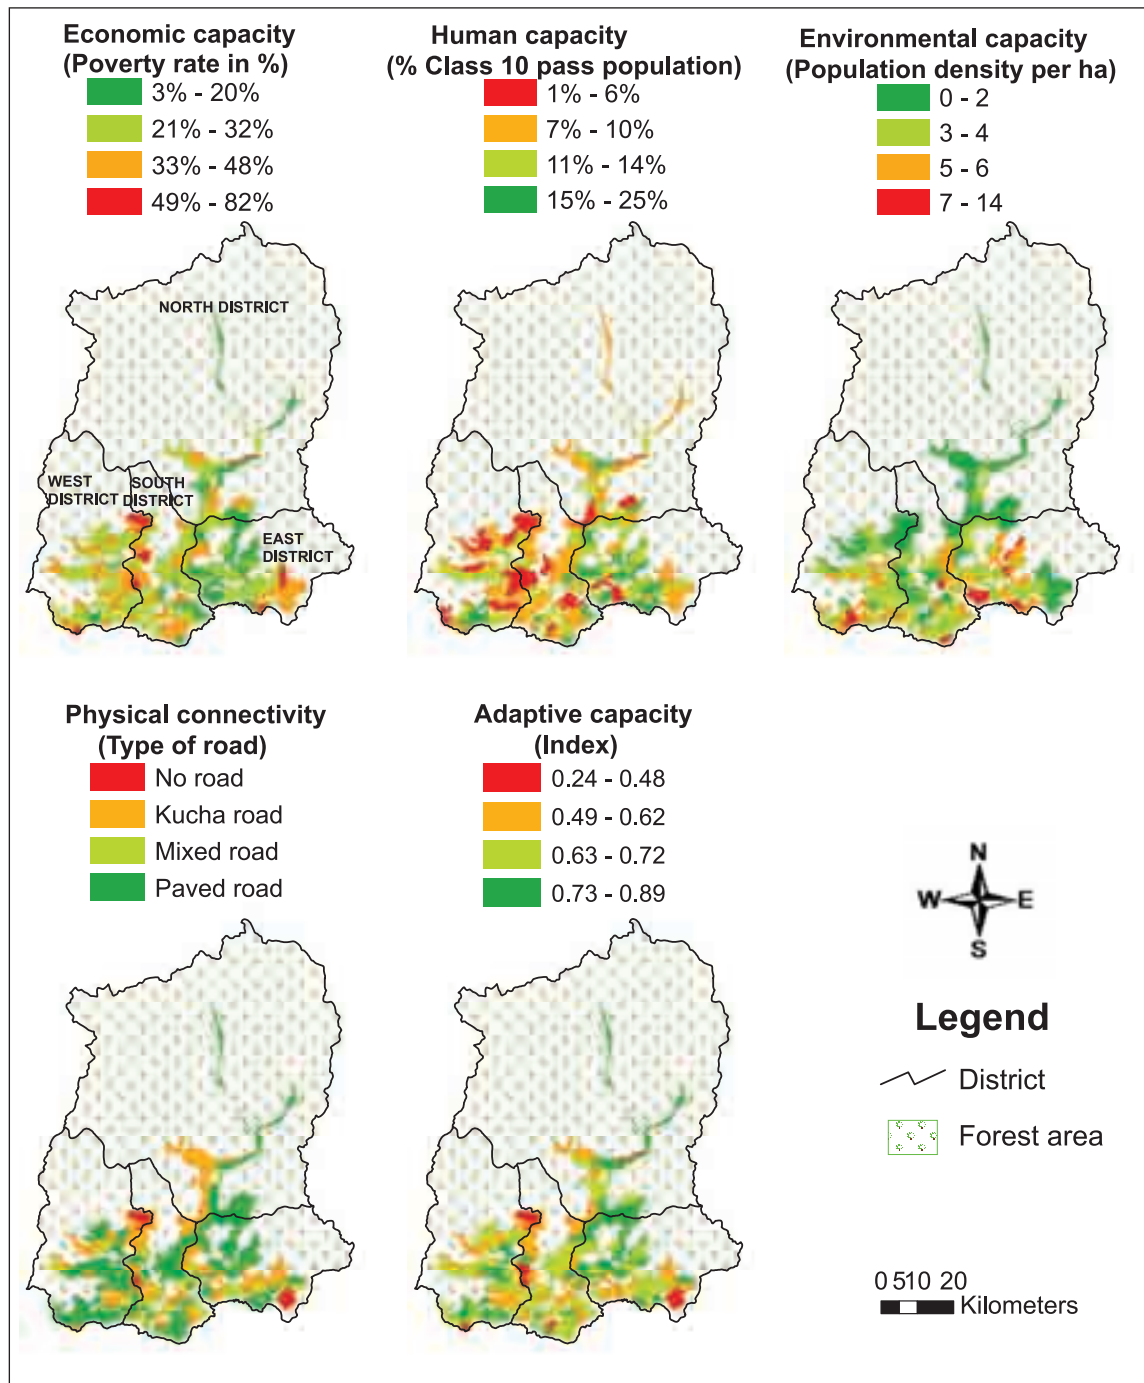 Economic capacity
(Poverty rate in %)
3% - 20%
21% - 32%
33% - 48%
49% - 82%
Human capacity
(% Class 10 pass population)
1% - 6%
7% - 10%
11% - 14%
15% - 25%
Environmental capacity
(Population density per ha)
0 - 2
3 - 4
5 - 6
7 - 14
NORTH DISTRICT
WEST
DISTRICT
SOUTH
DISTRICT
EAST
DISTRICT
Physical connectivity
(Type of road)
No road
Kucha road
Mixed road
Paved road
Adaptive capacity
(Index)
0.24 - 0.48
0.49 - 0.62
0.63 - 0.72
0.73 - 0.89
N
W E
S
Legend
District
Forest area
0 510 20
Kilometers